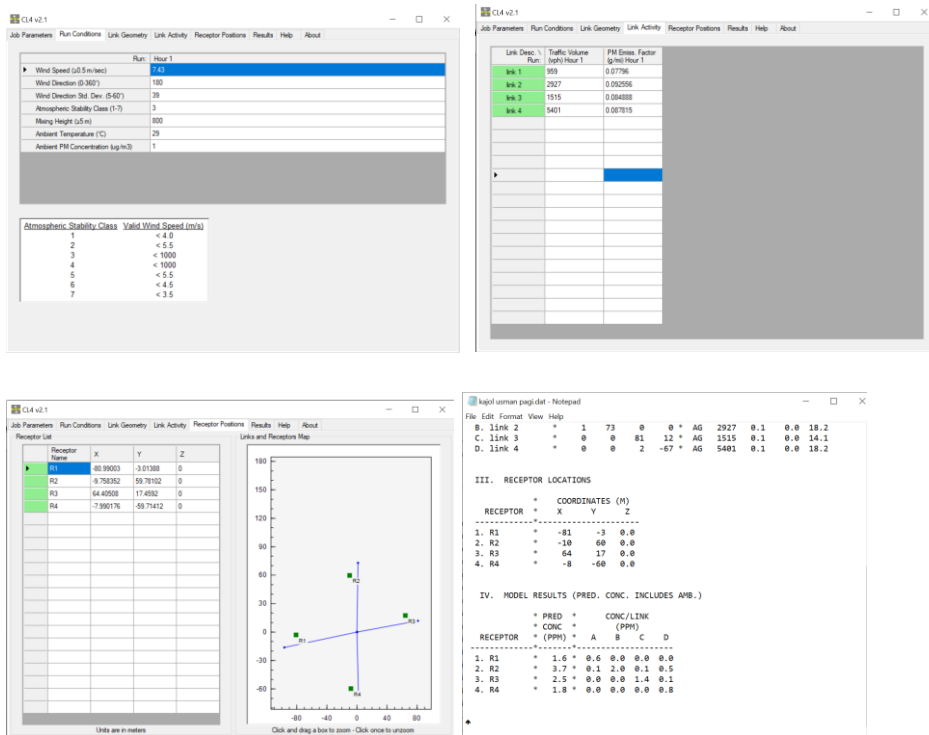 CL4 v2.1
Job Parameters Run Conditions Link Geometry Link Activity Receptor Positions Results Help About
Run: Hour 1
Wind Speed (≥0.5 m/sec) 7.43
Wind Direction (0-360°) 180
Wind Direction Std. Dev. (5-60°) 39
Atmospheric Stability Class (1-7) 3
Mixing Height (≥5 m) 800
Ambient Temperature (°C) 29
Ambient PM Concentration (ug/m3) 1
Atmospheric Stability Class Valid Wind Speed (m/s)
1 < 4.0
2 < 5.5
3 < 1000
4 < 1000
5 < 5.5
6 < 4.5
7 < 3.5
CL4 v2.1
Job Parameters Run Conditions Link Geometry Link Activity Receptor Positions Results Help About
Link Desc. \ Traffic Volume PM Emiss. Factor
Run: (vph) Hour 1 (g/mi) Hour 1
link 1 959 0.07796
link 2 2927 0.092556
link 3 1515 0.084888
link 4 5401 0.087815
CL4 v2.1
Job Parameters Run Conditions Link Geometry Link Activity Receptor Positions Results Help About
Receptor List
Receptor Name X Y Z
R1 -80.99003 -3.01388 0
R2 -9.758352 59.78102 0
R3 64.40508 17.4592 0
R4 -7.990176 -59.71412 0
Units are in meters
Links and Receptors Map
180
150
120
90
60
R2
30
R3
0
R1
-30
-60
R4
-80 -40 0 40 80
Click and drag a box to zoom - Click once to unzoom
kajol usman pagi.dat - Notepad
File Edit Format View Help
B. link 2 * 1 73 0 0 * AG 2927 0.1 0.0 18.2
C. link 3 * 0 0 81 12 * AG 1515 0.1 0.0 14.1
D. link 4 * 0 0 2 -67 * AG 5401 0.1 0.0 18.2
III. RECEPTOR LOCATIONS
* COORDINATES (M)
RECEPTOR * X Y Z
------------*---------------------
1. R1 * -81 -3 0.0
2. R2 * -10 60 0.0
3. R3 * 64 17 0.0
4. R4 * -8 -60 0.0
IV. MODEL RESULTS (PRED. CONC. INCLUDES AMB.)
* PRED * CONC/LINK
* CONC * (PPM)
RECEPTOR * (PPM) * A B C D
------------*-------*--------------------
1. R1 * 1.6 * 0.6 0.0 0.0 0.0
2. R2 * 3.7 * 0.1 2.0 0.1 0.5
3. R3 * 2.5 * 0.0 0.0 1.4 0.1
4. R4 * 1.8 * 0.0 0.0 0.0 0.8